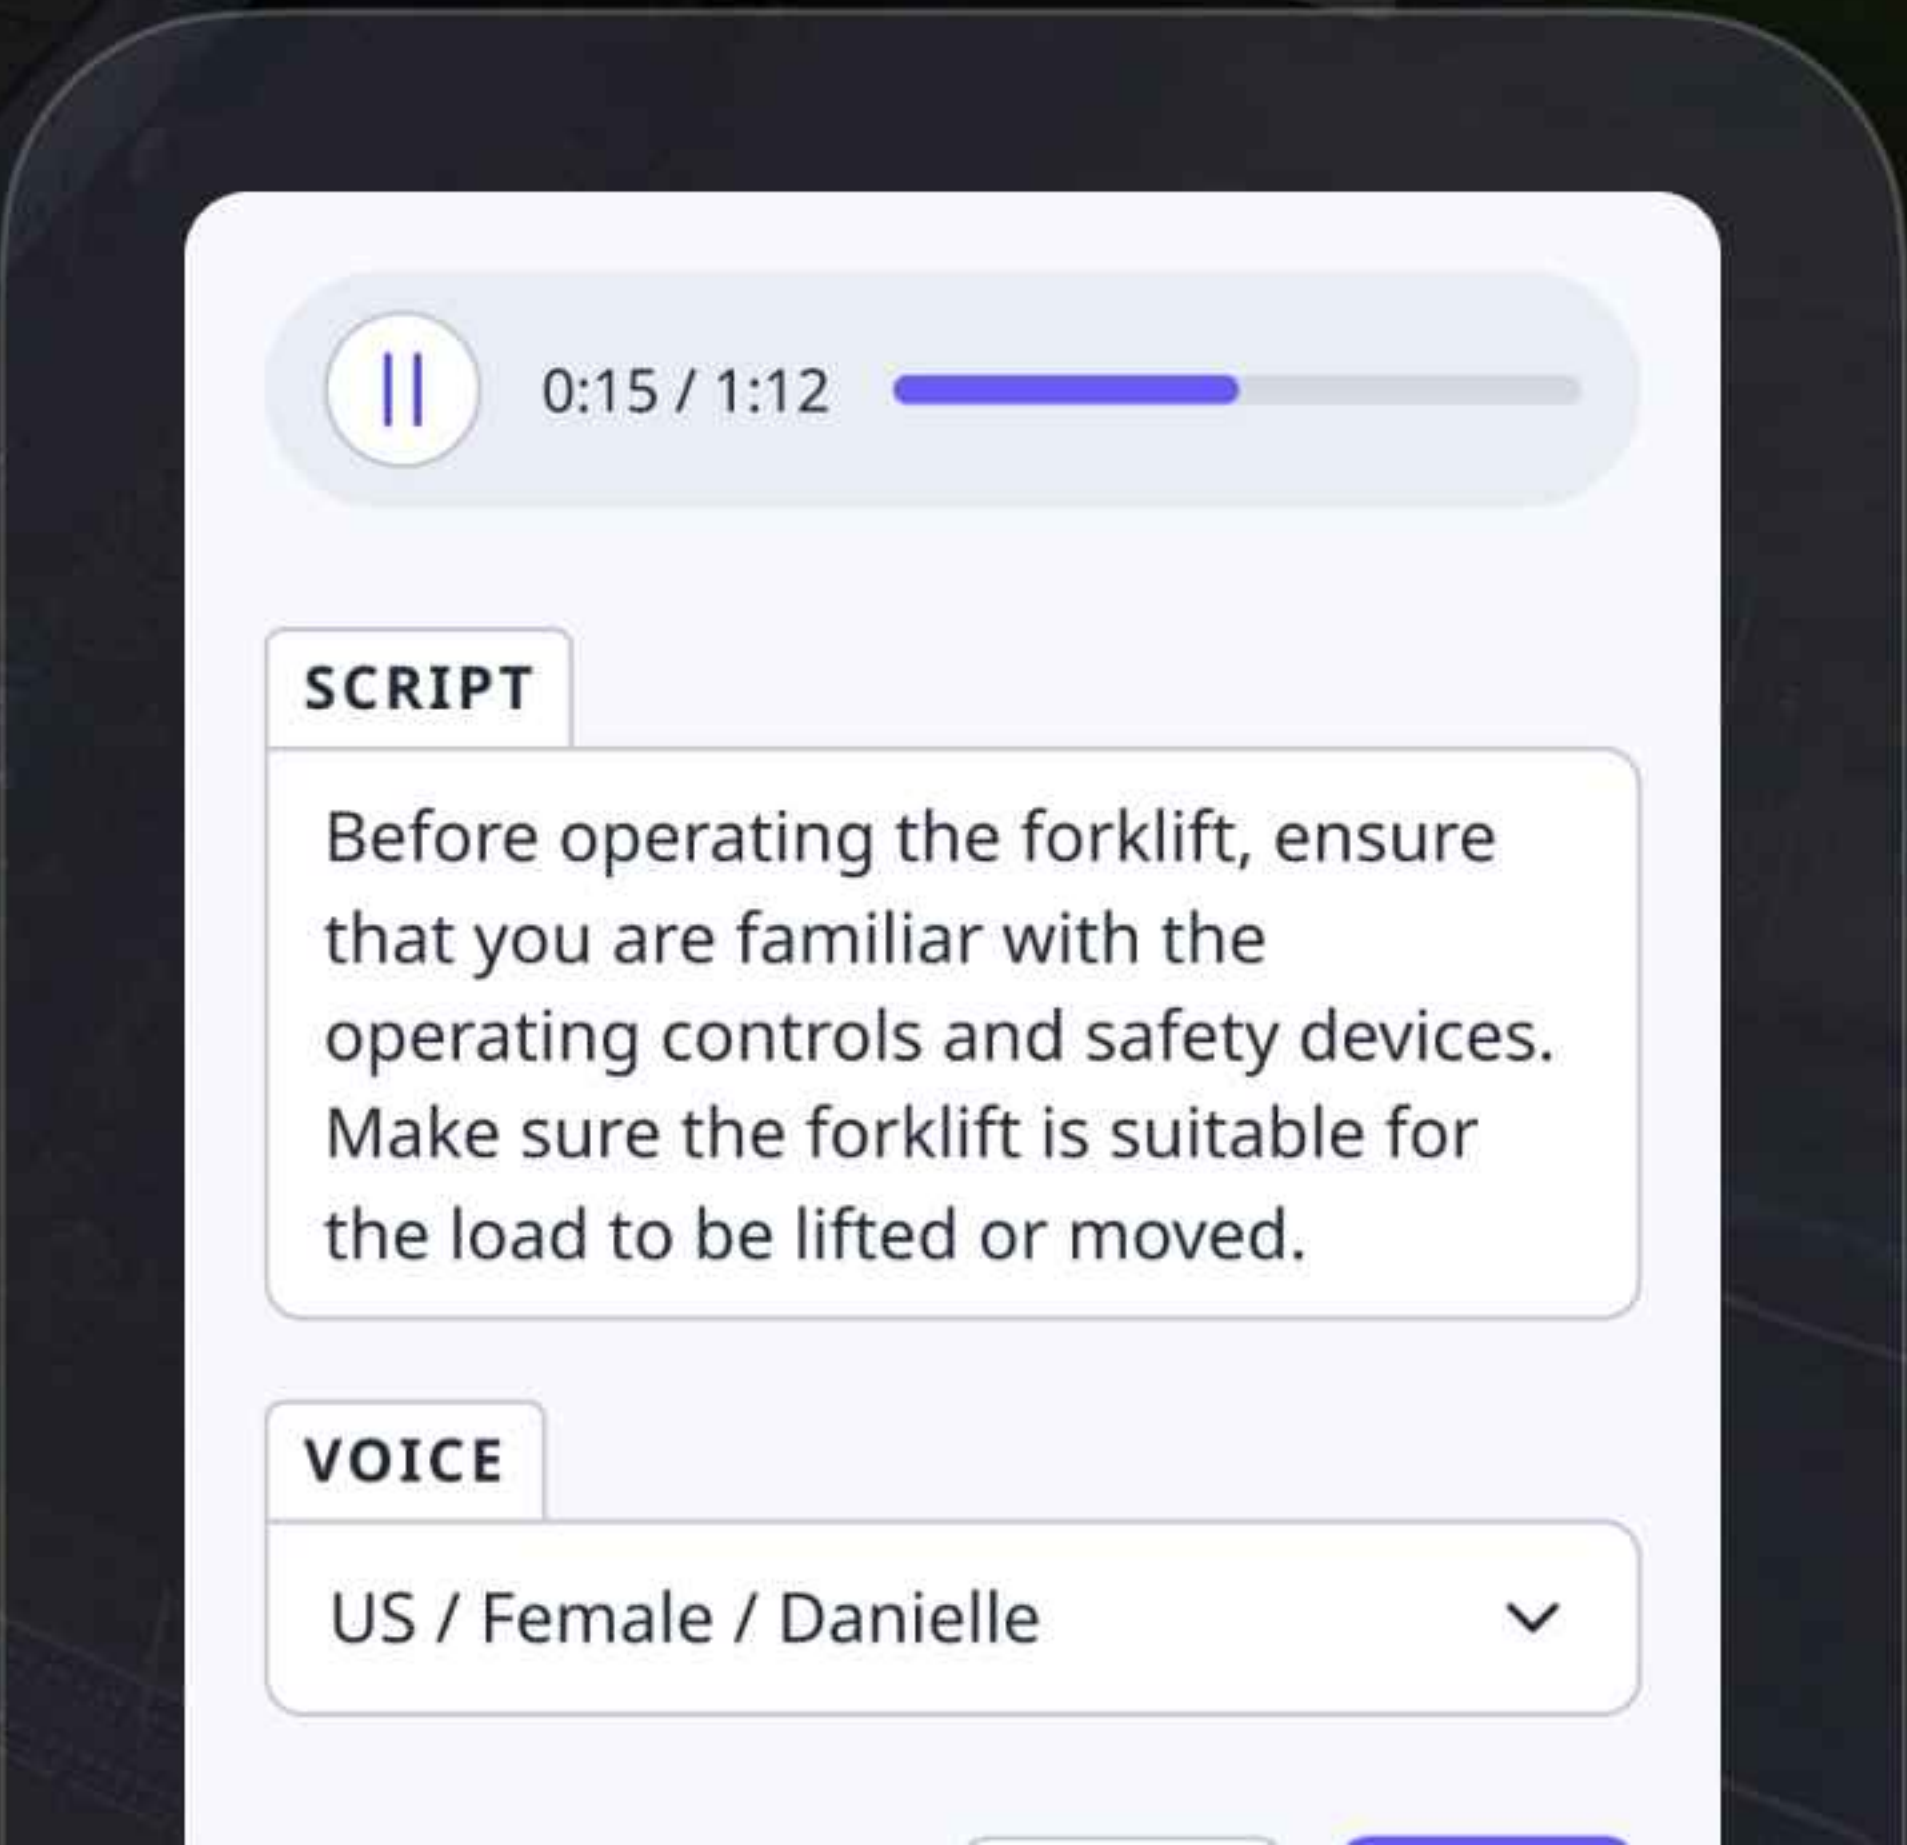 0:15 / 1:12
SCRIPT
Before operating the forklift, ensure
that you are familiar with the
operating controls and safety devices.
Make sure the forklift is suitable for
the load to be lifted or moved.
VOICE
US / Female / Danielle